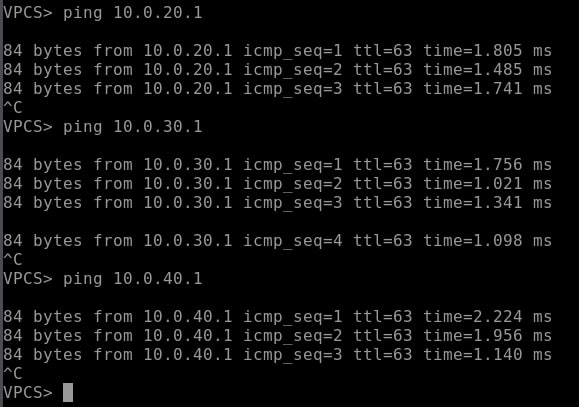 VPCS> ping 10.0.20.1
84 bytes from 10.0.20.1 icmp_seq=1 ttl=63 time=1.805 ms
84 bytes from 10.0.20.1 icmp_seq=2 ttl=63 time=1.485 ms
84 bytes from 10.0.20.1 icmp_seq=3 ttl=63 time=1.741 ms
^C
VPCS> ping 10.0.30.1
84 bytes from 10.0.30.1 icmp_seq=1 ttl=63 time=1.756 ms
84 bytes from 10.0.30.1 icmp_seq=2 ttl=63 time=1.021 ms
84 bytes from 10.0.30.1 icmp_seq=3 ttl=63 time=1.341 ms
84 bytes from 10.0.30.1 icmp_seq=4 ttl=63 time=1.098 ms
^C
VPCS> ping 10.0.40.1
84 bytes from 10.0.40.1 icmp_seq=1 ttl=63 time=2.224 ms
84 bytes from 10.0.40.1 icmp_seq=2 ttl=63 time=1.956 ms
84 bytes from 10.0.40.1 icmp_seq=3 ttl=63 time=1.140 ms
^C
VPCS>